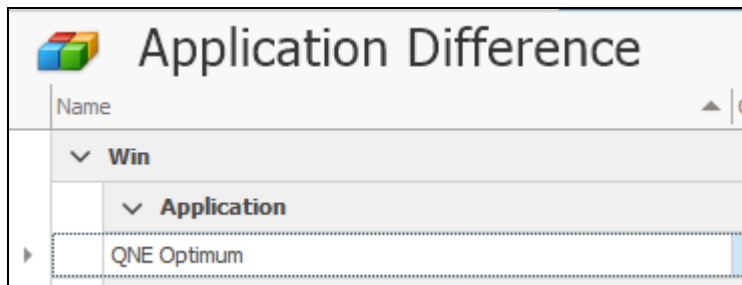 Application Difference
Name
Win
Application
QNE Optimum